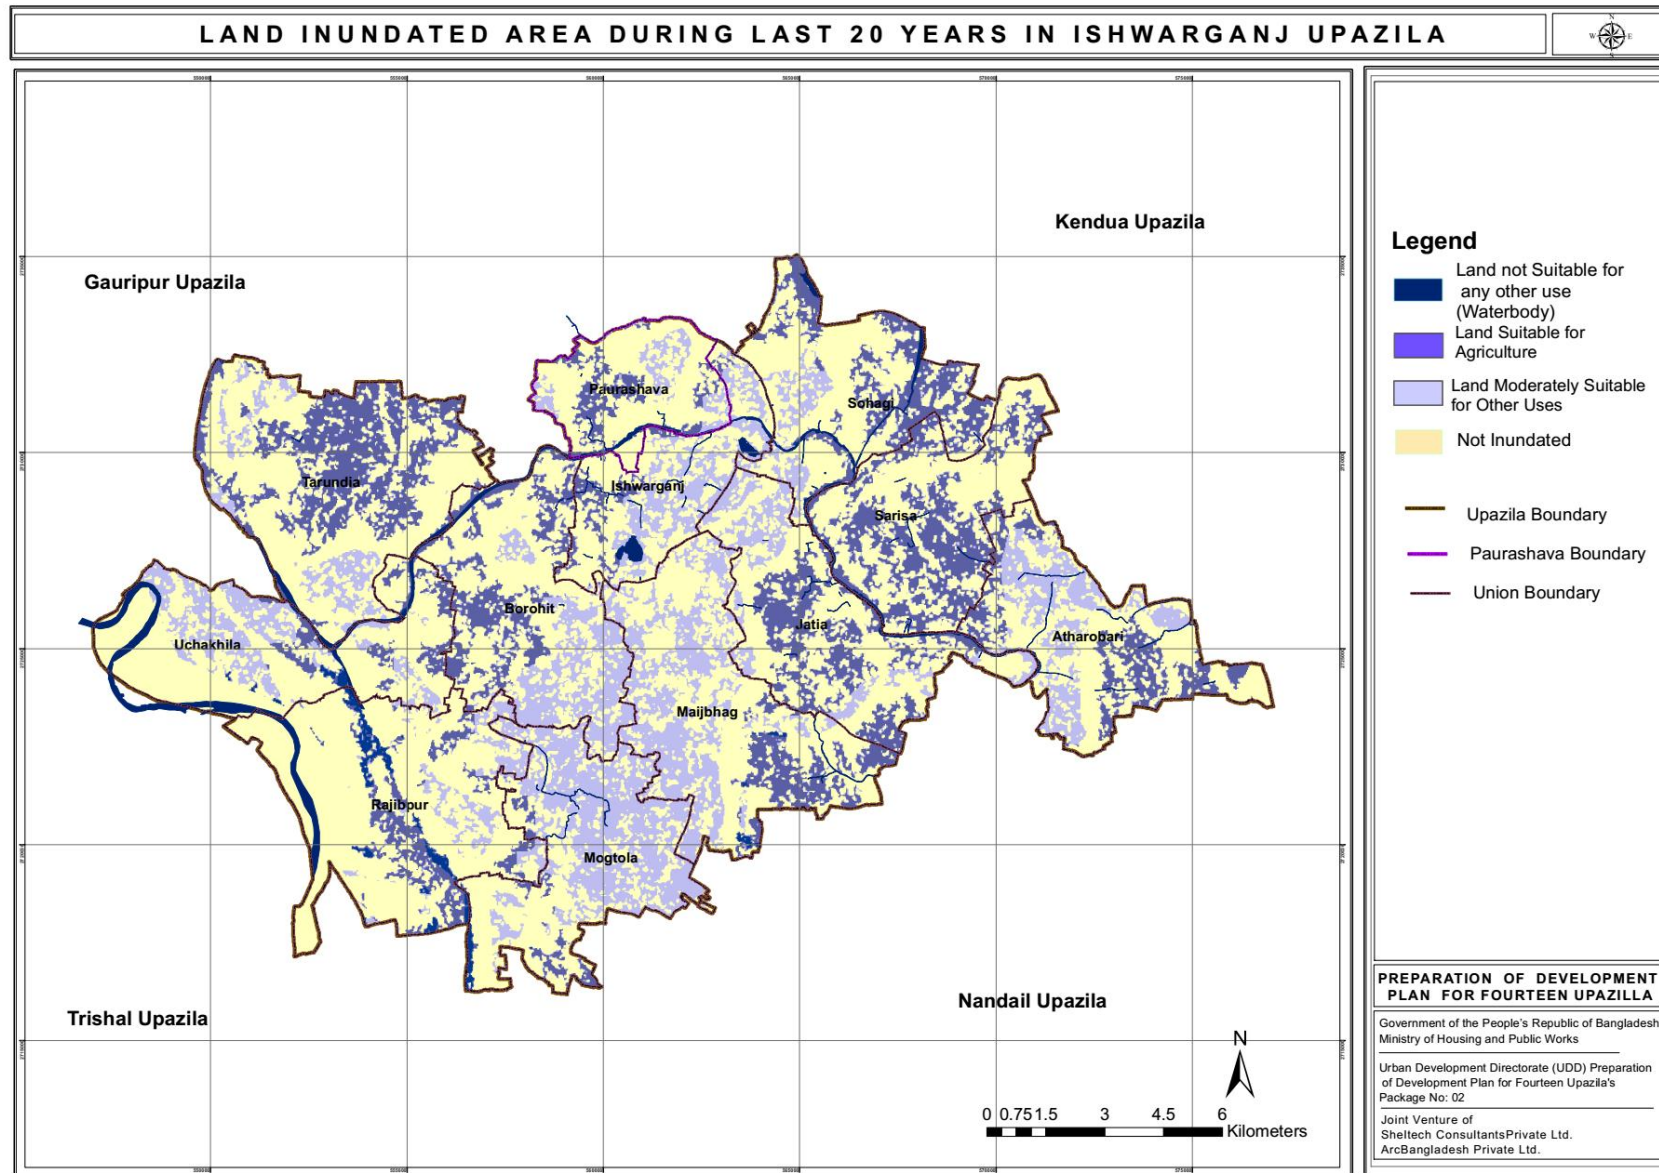 LAND INUNDATED AREA DURING LAST 20 YEARS IN ISHWARGANJ UPAZILA
N
W E
S
Kendua Upazila
Gauripur Upazila
Paurashava
Sohagi
Tarundia
Ishwarganj
Sarisa
Borohit
Jatia
Uchakhila
Atharobari
Maijbhag
Rajibpur
Mogtola
Trishal Upazila
Nandail Upazila
N
0 0.75 1.5 3 4.5 6
Kilometers
Legend
Land not Suitable for
any other use
(Waterbody)
Land Suitable for
Agriculture
Land Moderately Suitable
for Other Uses
Not Inundated
Upazila Boundary
Paurashava Boundary
Union Boundary
PREPARATION OF DEVELOPMENT
PLAN FOR FOURTEEN UPAZILLA
Government of the People's Republic of Bangladesh
Ministry of Housing and Public Works
Urban Development Directorate (UDD) Preparation
of Development Plan for Fourteen Upazila's
Package No: 02
Joint Venture of
Sheltech ConsultantsPrivate Ltd.
ArcBangladesh Private Ltd.